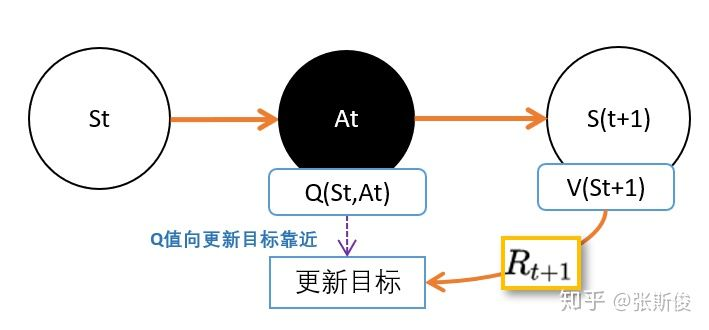 St
At
S(t+1)
Q(St,At)
V(St+1)
Q值向更新目标靠近
R_{t+1}
更新目标
知乎 @张斯俊